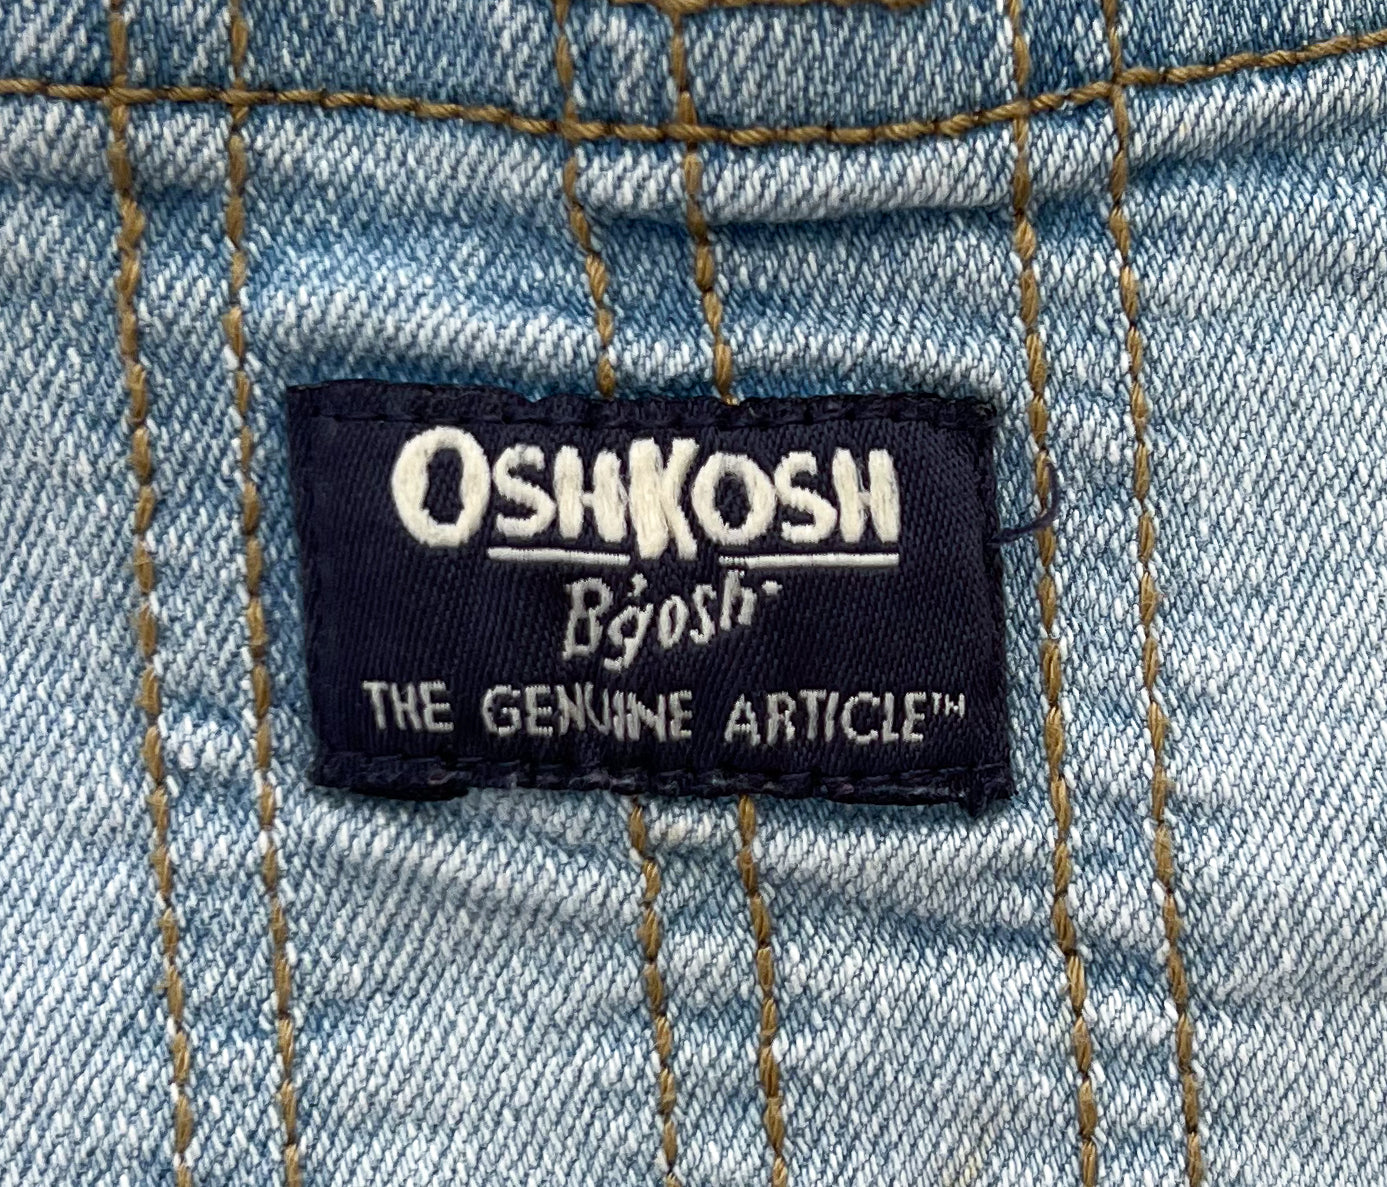 OSHKOSH
B'gosh
THE GENUINE ARTICLE™